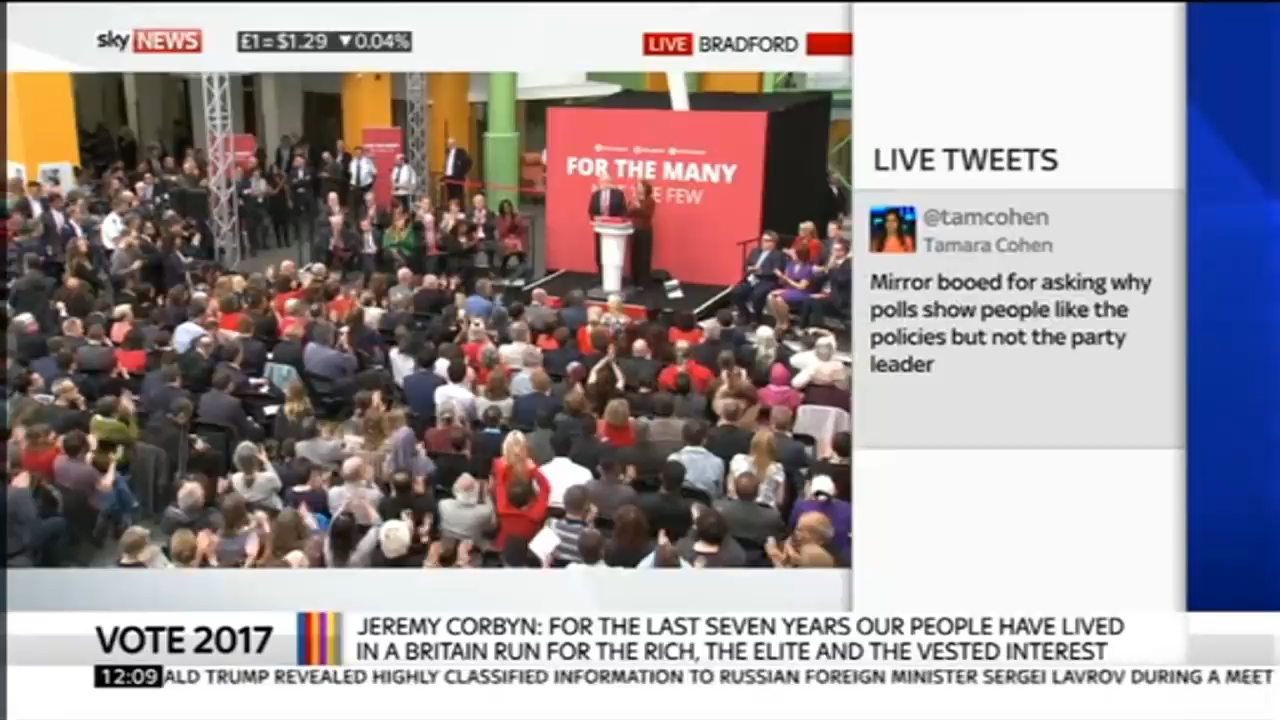 sky NEWS
£1=$1.29 ▼0.04%
LIVE BRADFORD
FOR THE MANY
FEW
LIVE TWEETS
@tamcohen
Tamara Cohen
Mirror booed for asking why
polls show people like the
policies but not the party
leader
VOTE 2017
JEREMY CORBYN: FOR THE LAST SEVEN YEARS OUR PEOPLE HAVE LIVED
IN A BRITAIN RUN FOR THE RICH, THE ELITE AND THE VESTED INTEREST
12:09 ALD TRUMP REVEALED HIGHLY CLASSIFIED INFORMATION TO RUSSIAN FOREIGN MINISTER SERGEI LAVROV DURING A MEET